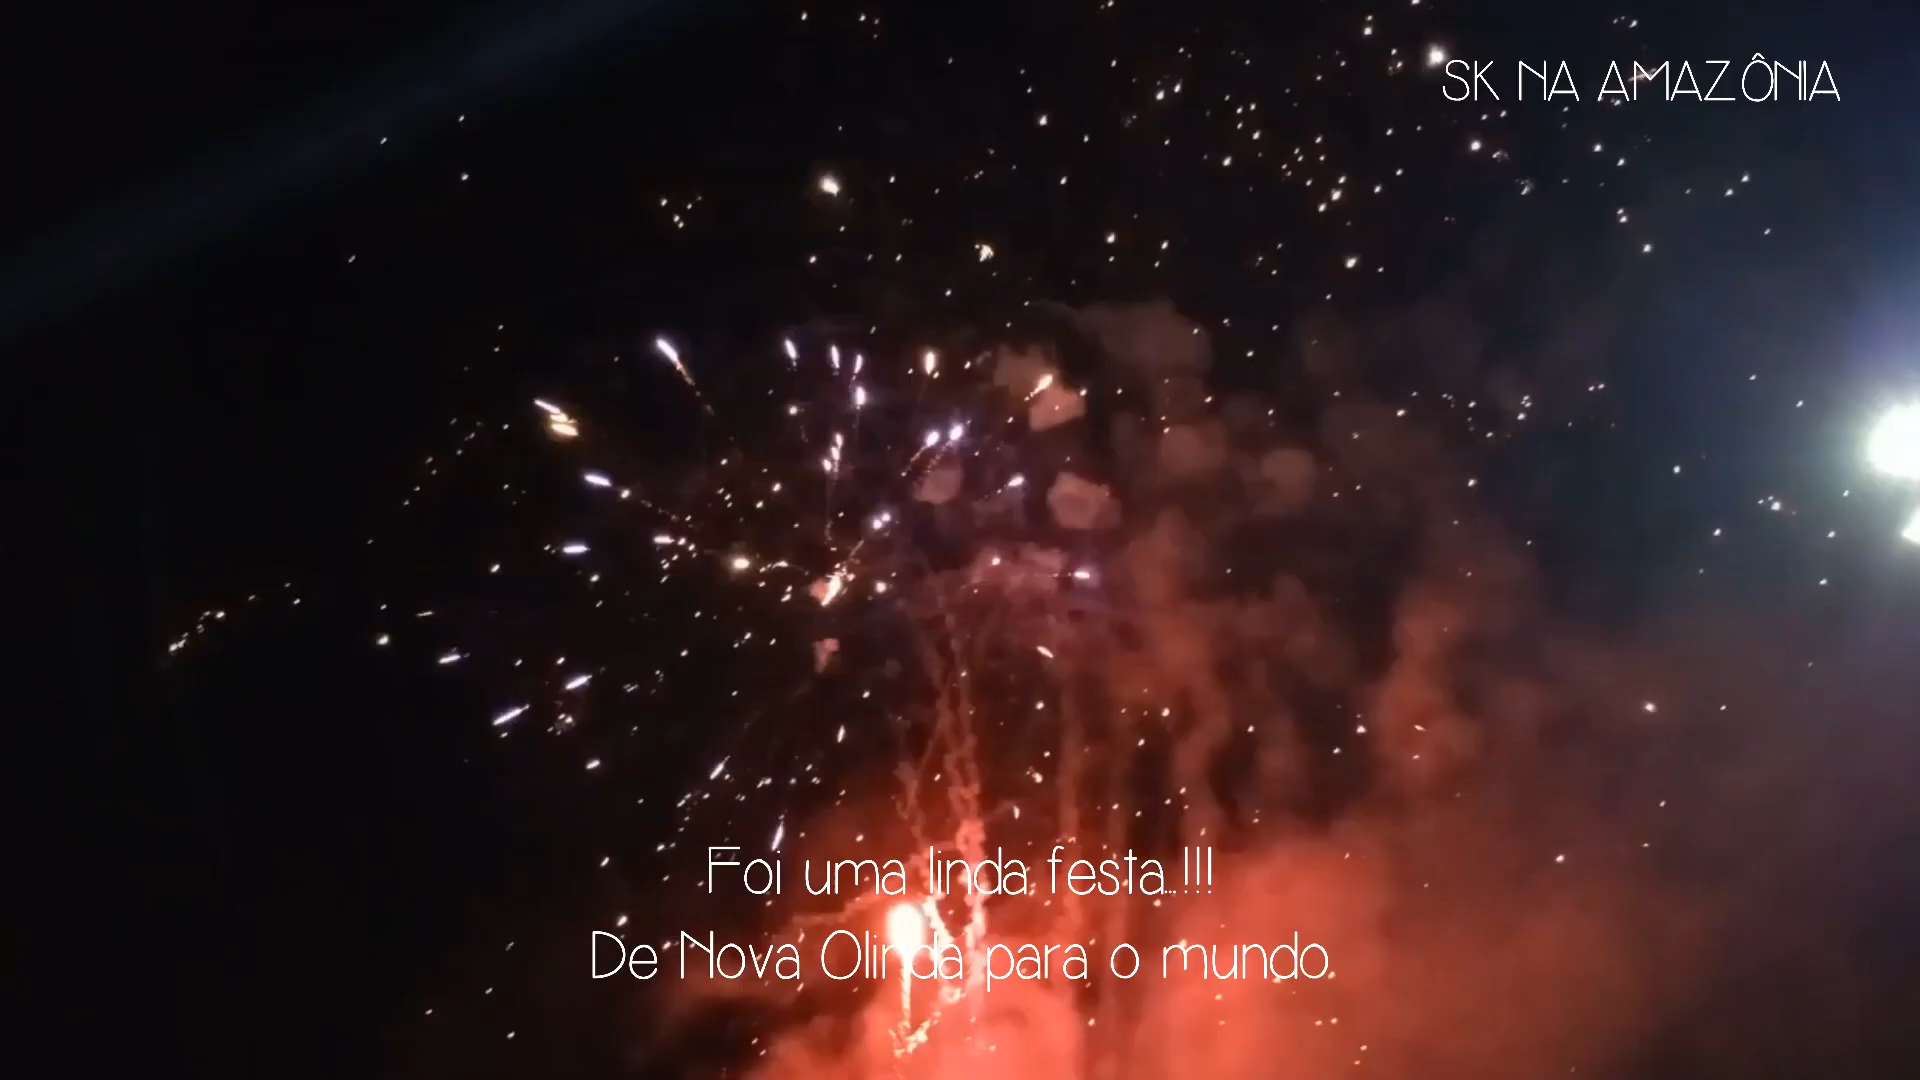 SK NA AMAZÔNIA
Foi uma linda festa...!!!
De Nova Olinda para o mundo.